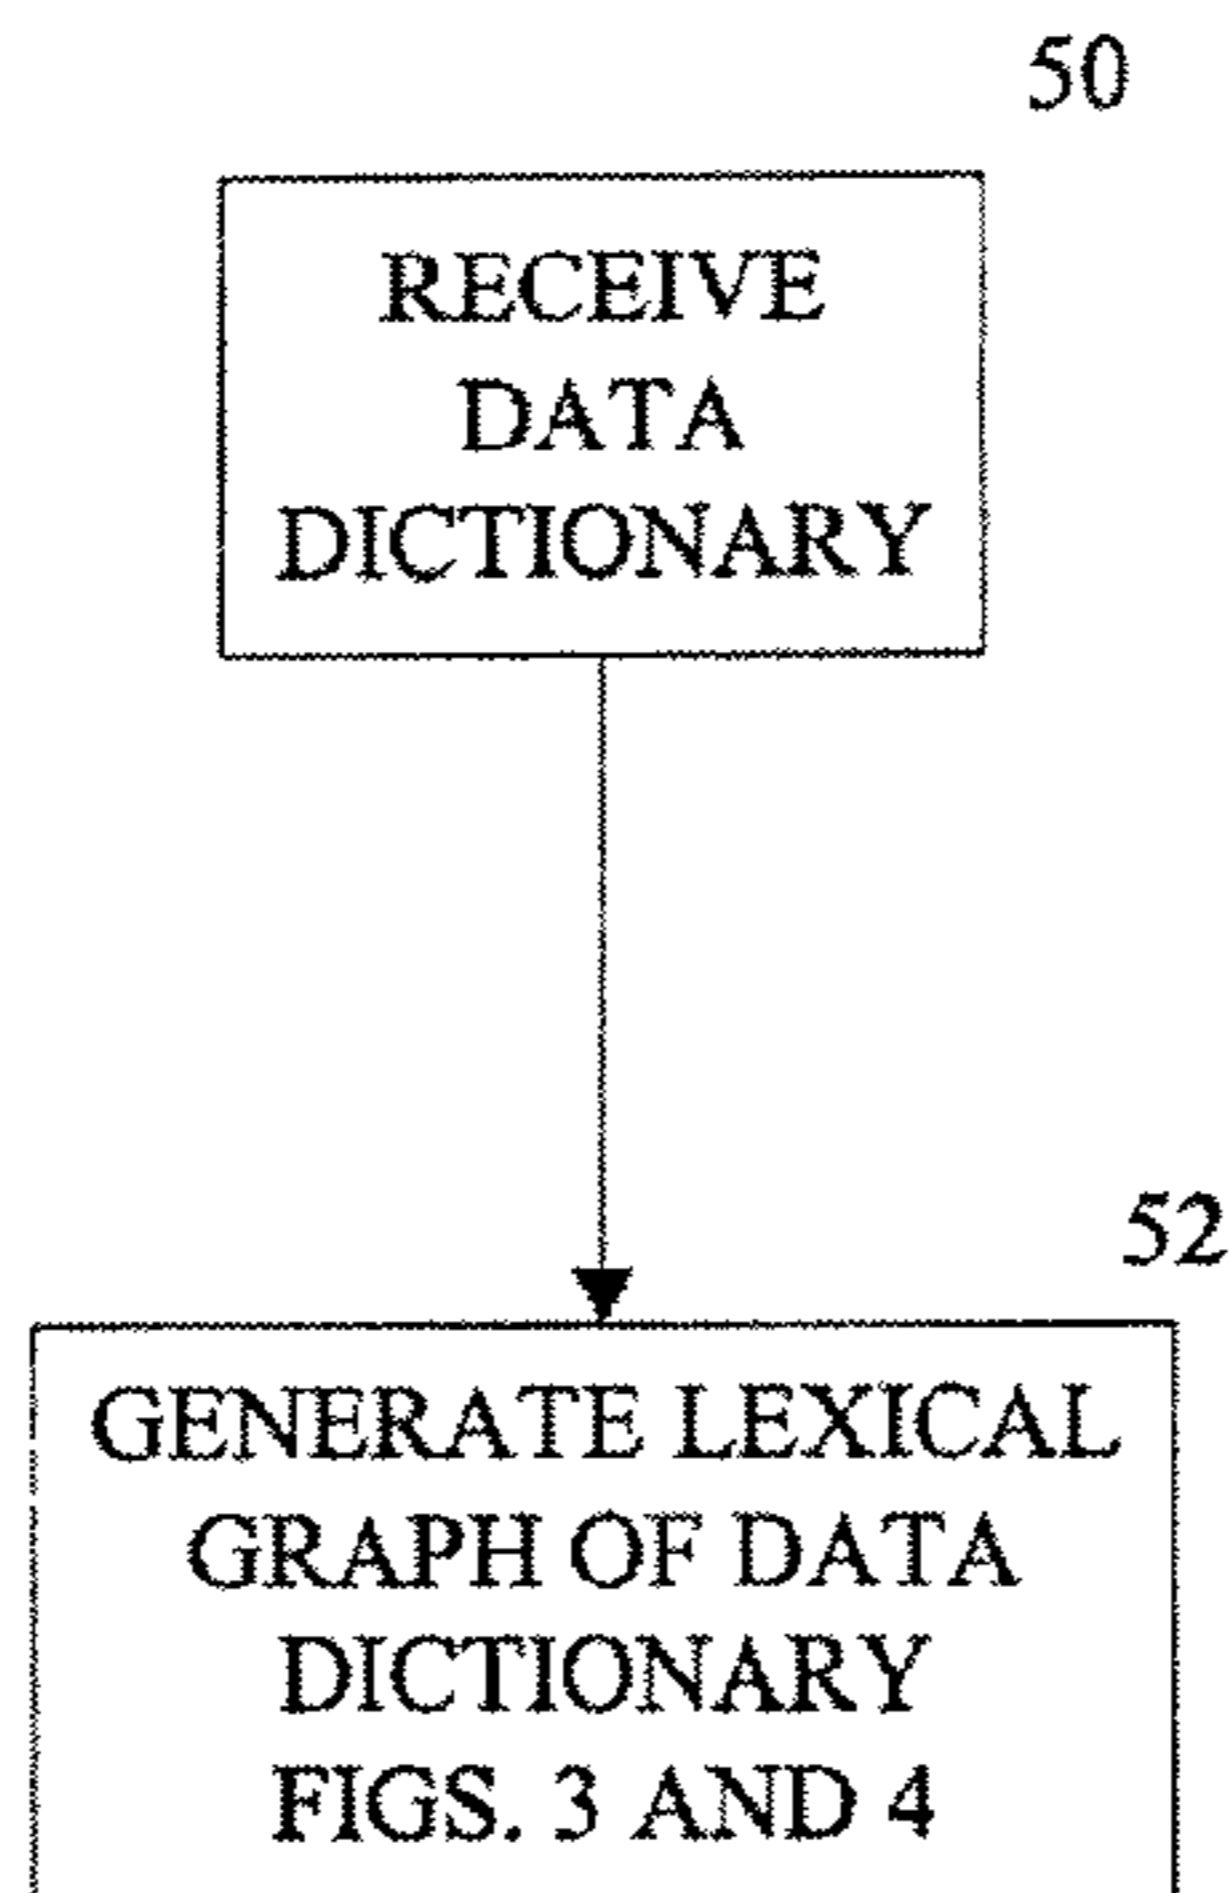 50
RECEIVE
DATA
DICTIONARY
52
GENERATE LEXICAL
GRAPH OF DATA
DICTIONARY
FIGS. 3 AND 4